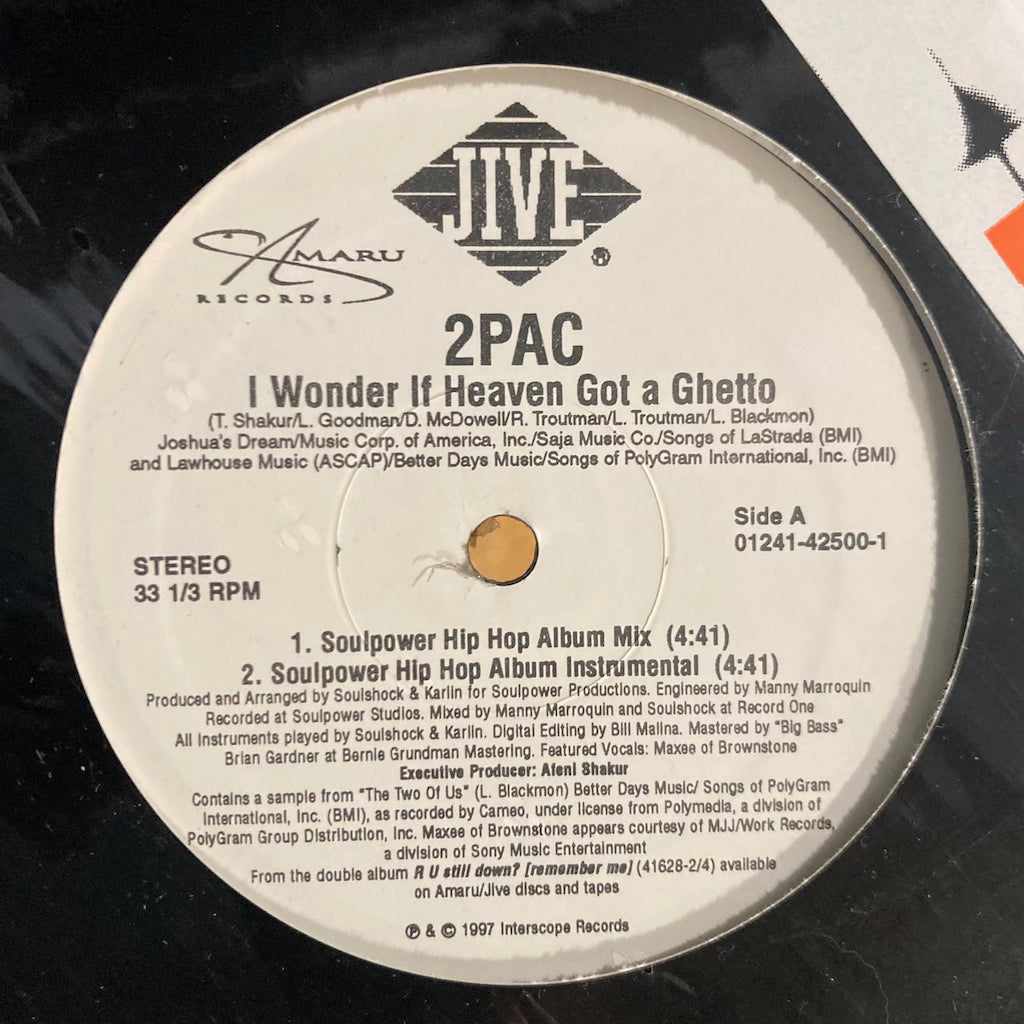 JIVE
®
AMARU
RECORDS
2PAC
I Wonder If Heaven Got a Ghetto
(T. Shakur/L. Goodman/D. McDowell/R. Troutman/L. Troutman/L. Blackmon)
Joshua's Dream/Music Corp. of America, Inc./Saja Music Co./Songs of LaStrada (BMI)
and Lawhouse Music (ASCAP)/Better Days Music/Songs of PolyGram International, Inc. (BMI)
Side A
01241-42500-1
STEREO
33 1/3 RPM
1. Soulpower Hip Hop Album Mix (4:41)
2. Soulpower Hip Hop Album Instrumental (4:41)
Produced and Arranged by Soulshock & Karlin for Soulpower Productions. Engineered by Manny Marroquin
Recorded at Soulpower Studios. Mixed by Manny Marroquin and Soulshock at Record One
All Instruments played by Soulshock & Karlin. Digital Editing by Bill Malina. Mastered by "Big Bass"
Brian Gardner at Bernie Grundman Mastering. Featured Vocals: Maxee of Brownstone
Executive Producer: Afeni Shakur
Contains a sample from "The Two Of Us" (L. Blackmon) Better Days Music/ Songs of PolyGram
International, Inc. (BMI), as recorded by Cameo, under license from Polymedia, a division of
PolyGram Group Distribution, Inc. Maxee of Brownstone appears courtesy of MJJ/Work Records,
a division of Sony Music Entertainment
From the double album R U still down? [remember me] (41628-2/4) available
on Amaru/Jive discs and tapes
℗ & © 1997 Interscope Records